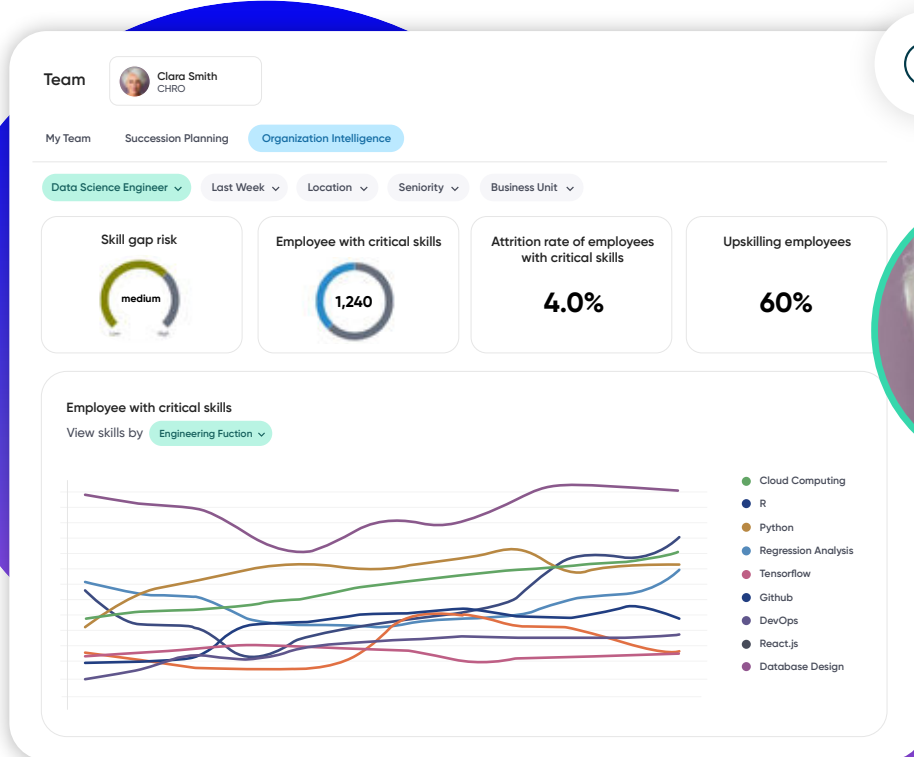 Team
Clara Smith
CHRO
My Team
Succession Planning
Organization Intelligence
Data Science Engineer
Last Week
Location
Seniority
Business Unit
Skill gap risk
medium
Low
High
Employee with critical skills
1,240
Attrition rate of employees
with critical skills
4.0%
Upskilling employees
60%
Employee with critical skills
View skills by
Engineering Fuction
Cloud Computing
R
Python
Regression Analysis
Tensorflow
Github
DevOps
React.js
Database Design